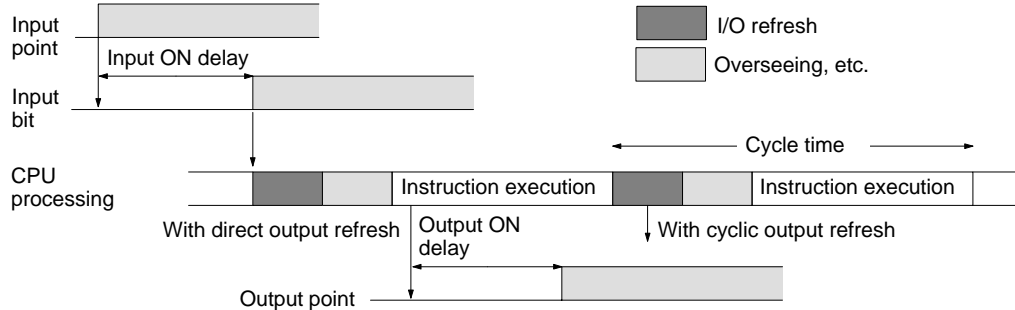 Input
point
Input ON delay
I/O refresh
Overseeing, etc.
Input
bit
Cycle time
CPU
processing
Instruction execution
Instruction execution
With direct output refresh
Output ON
delay
With cyclic output refresh
Output point